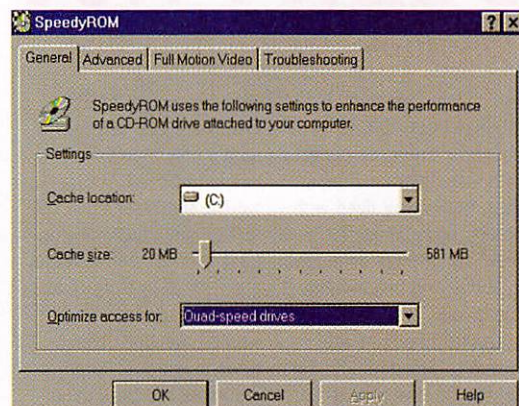 SpeedyROM
General Advanced Full Motion Video Troubleshooting
SpeedyROM uses the following settings to enhance the performance
of a CD-ROM drive attached to your computer.
Settings
Cache location: (C:)
Cache size: 20 MB 581 MB
Optimize access for: Quad-speed drives
OK Cancel Apply Help